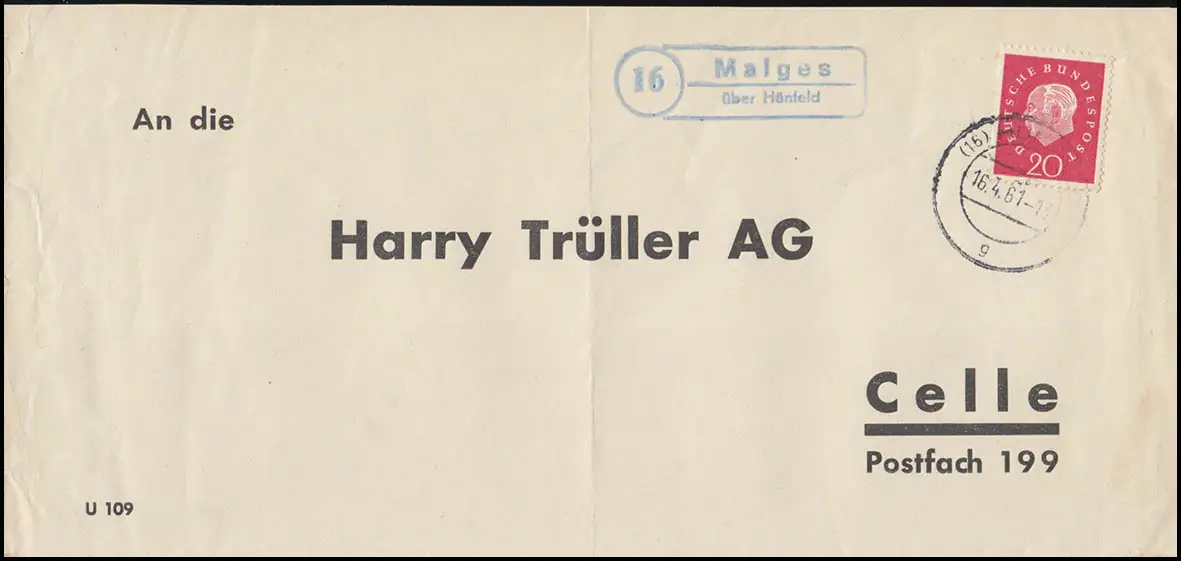 16
Malges
über Hünfeld
DEUTSCHE BUNDESPOST
20
(16)
16.4.61-1
g
An die
Harry Trüller AG
Celle
Postfach 199
U 109